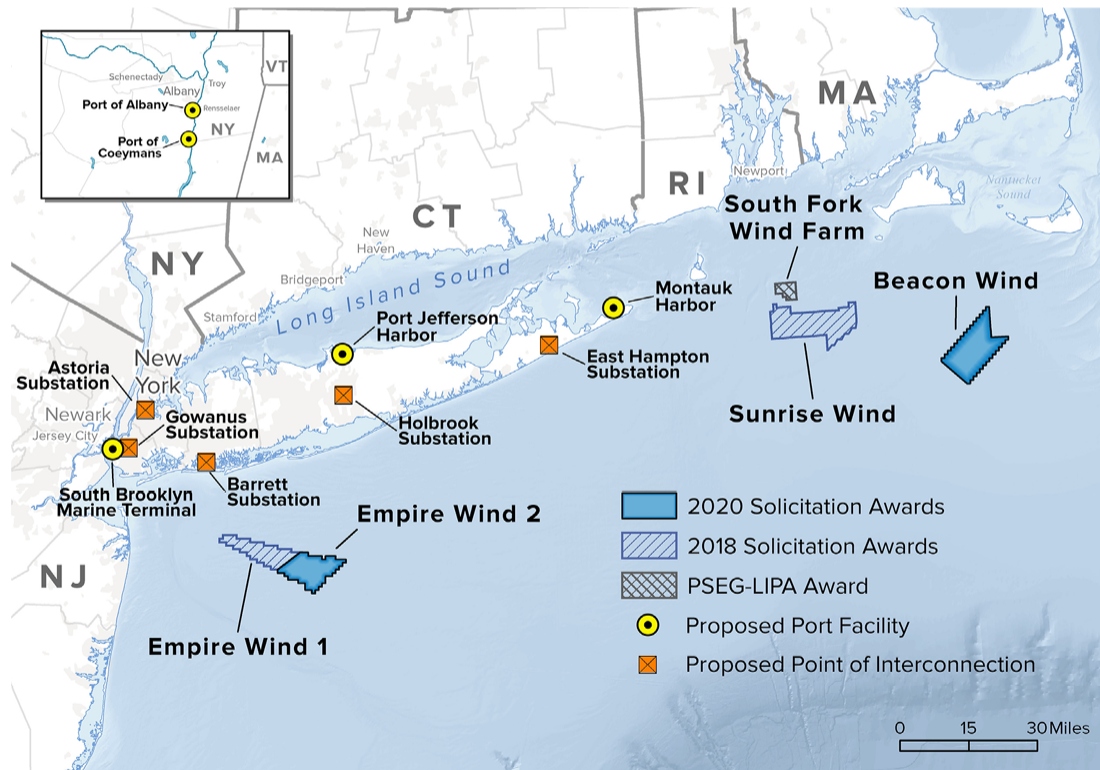 VT
Schenectady
Troy
Albany
Port of Albany
Rensselaer
NY
Port of
Coeymans
MA
MA
RI
Newport
Nantucket
Sound
CT
South Fork
Wind Farm
New
Haven
NY
Long Island Sound
Bridgeport
Beacon Wind
Montauk
Harbor
Stamford
Port Jefferson
Harbor
New
York
East Hampton
Substation
Astoria
Substation
Sunrise Wind
Newark
Gowanus
Substation
Holbrook
Substation
Jersey City
South Brooklyn
Marine Terminal
Barrett
Substation
Empire Wind 2
NJ
Empire Wind 1
2020 Solicitation Awards
2018 Solicitation Awards
PSEG-LIPA Award
Proposed Port Facility
Proposed Point of Interconnection
0 15 30 Miles